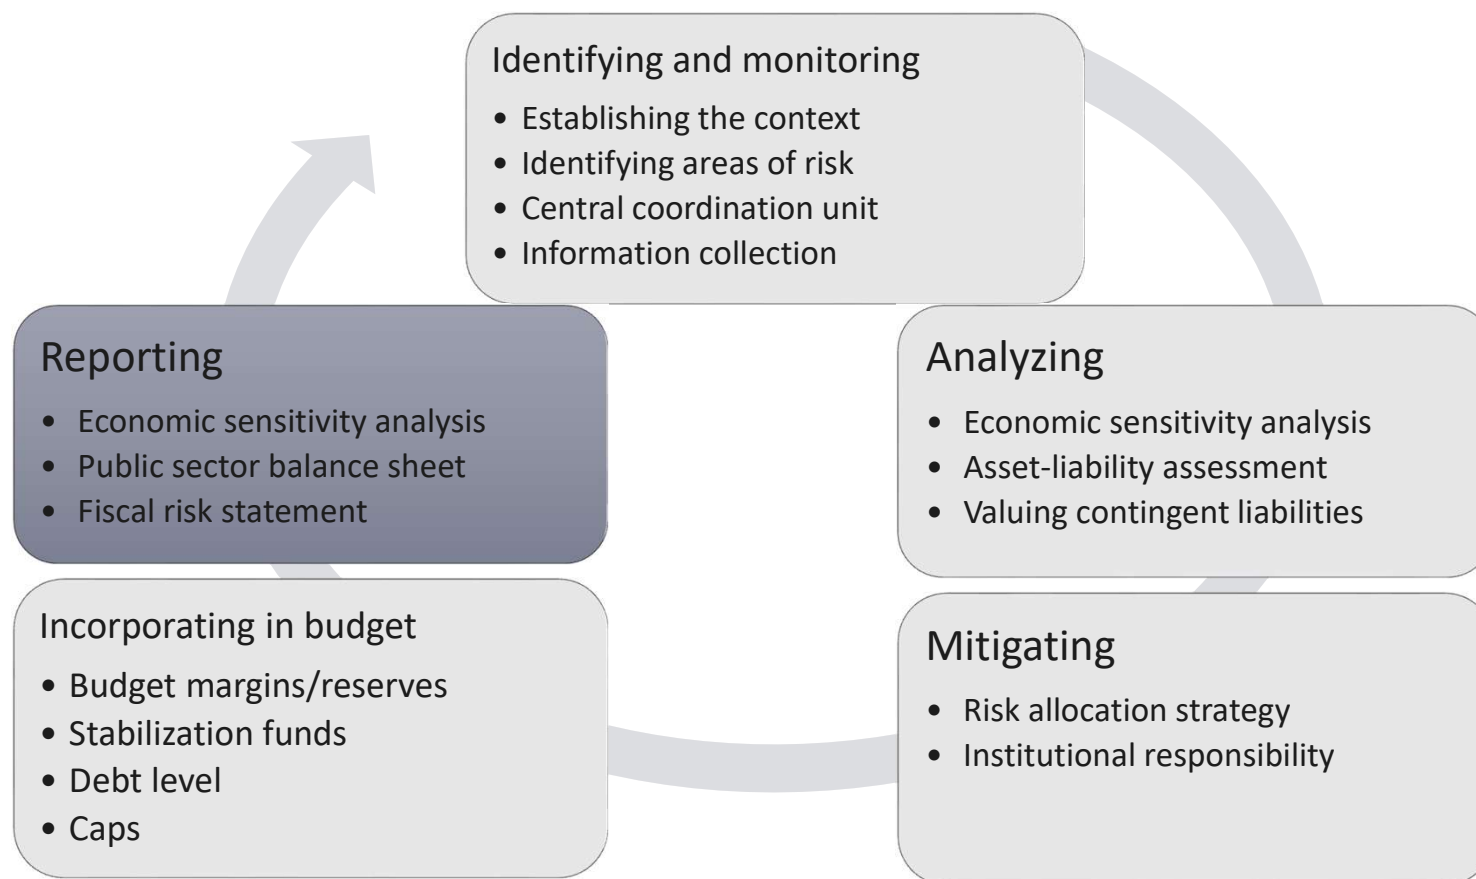 Identifying and monitoring
• Establishing the context
• Identifying areas of risk
• Central coordination unit
• Information collection
Reporting
• Economic sensitivity analysis
• Public sector balance sheet
• Fiscal risk statement
Analyzing
• Economic sensitivity analysis
• Asset-liability assessment
• Valuing contingent liabilities
Incorporating in budget
• Budget margins/reserves
• Stabilization funds
• Debt level
• Caps
Mitigating
• Risk allocation strategy
• Institutional responsibility